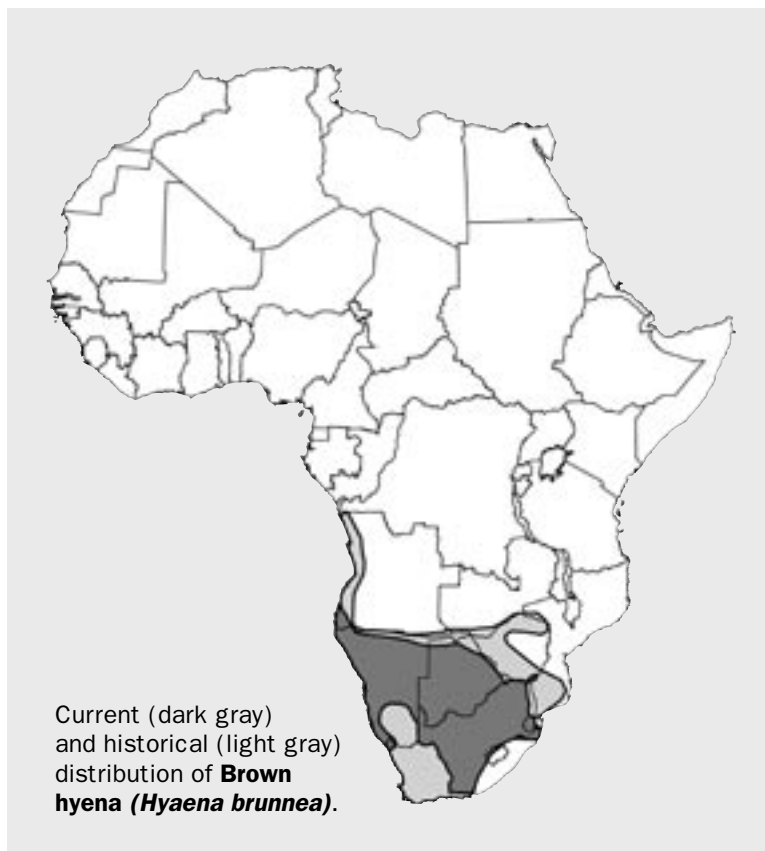 Current (dark gray)
and historical (light gray)
distribution of Brown
hyena (Hyaena brunnea).